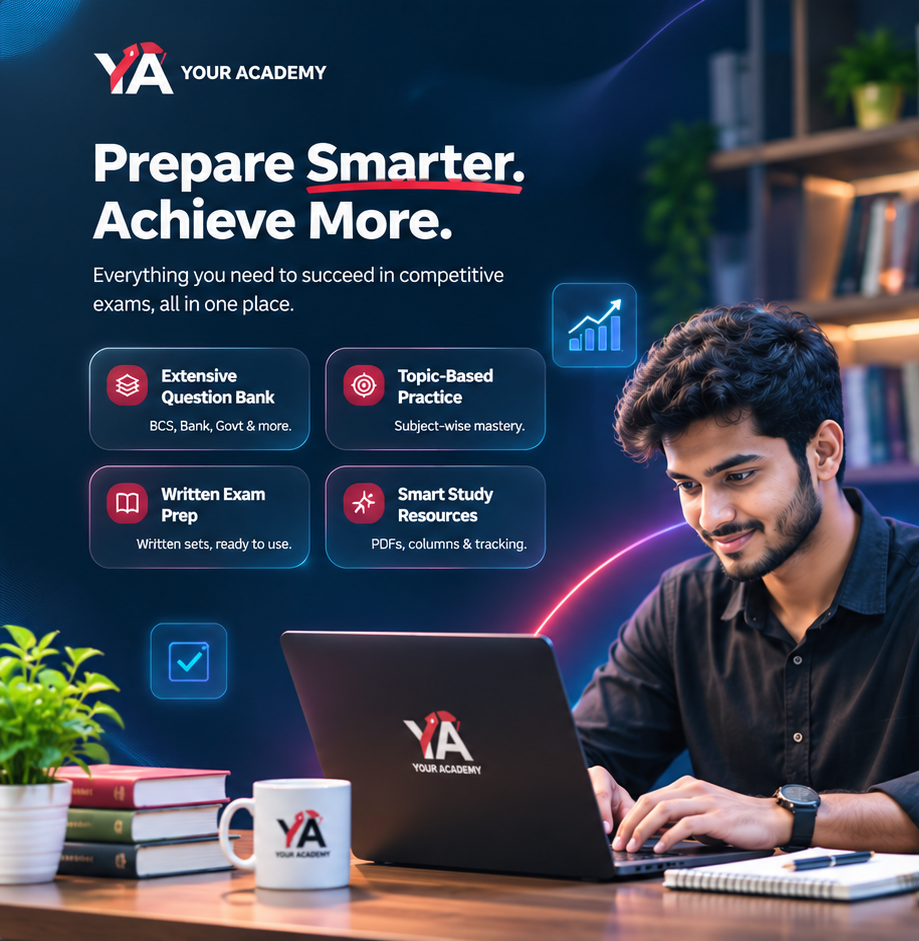 YA YOUR ACADEMY
Prepare Smarter.
Achieve More.
Everything you need to succeed in competitive
exams, all in one place.
Extensive
Question Bank
BCS, Bank, Govt & more.
Topic-Based
Practice
Subject-wise mastery.
Written Exam
Prep
Written sets, ready to use.
Smart Study
Resources
PDFs, columns & tracking.
YA
YOUR ACADEMY
YA
YOUR ACADEMY